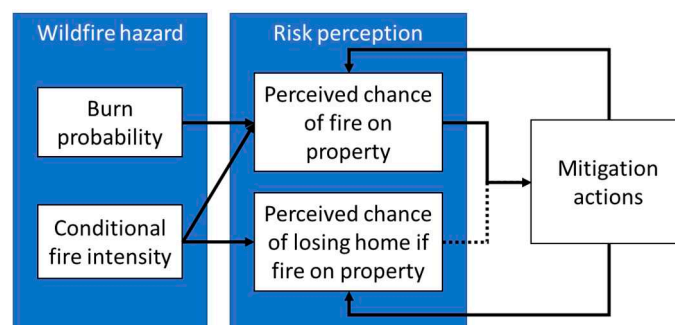 Wildfire hazard
Risk perception
Burn
probability
Conditional
fire intensity
Perceived chance
of fire on
property
Perceived chance
of losing home if
fire on property
Mitigation
actions